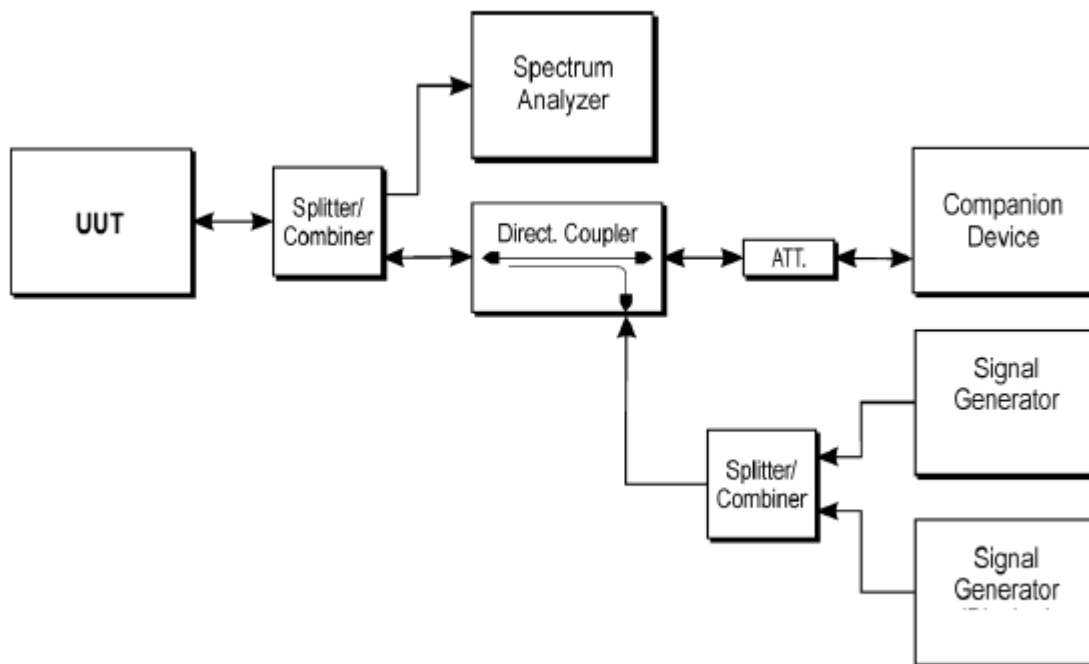 Spectrum
Analyzer
UUT
Splitter/
Combiner
Direct. Coupler
ATT.
Companion
Device
Signal
Generator
Splitter/
Combiner
Signal
Generator